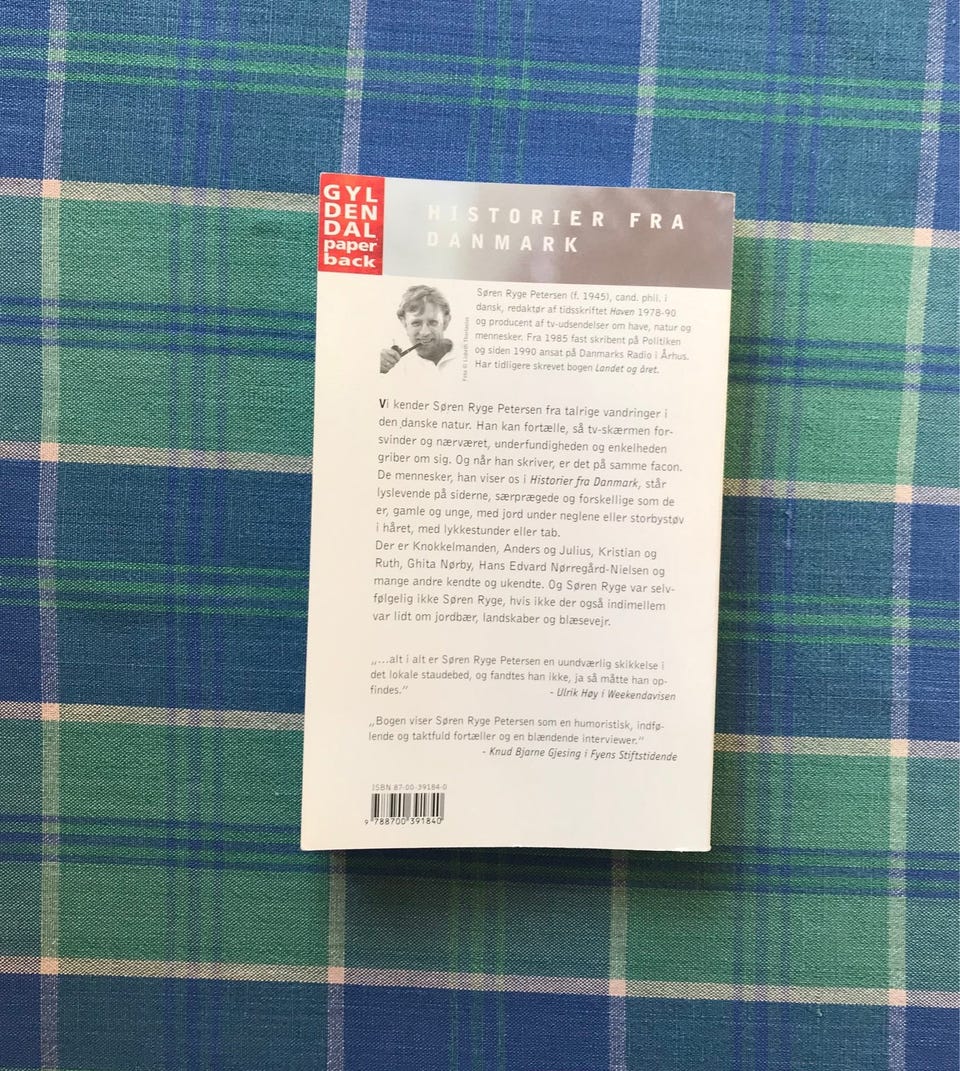 GYL
DEN
DAL
paper
back
HISTORIER FRA
DANMARK
Søren Ryge Petersen (f. 1945), cand. phil. i
dansk, redaktør af tidsskriftet Haven 1978-90
og producent af tv-udsendelser om have, natur og
mennesker. Fra 1985 fast skribent på Politiken
og siden 1990 ansat på Danmarks Radio i Århus.
Har tidligere skrevet bogen Landet og året.
Foto © Lisbeth
Vi kender Søren Ryge Petersen fra talrige vandringer i
den danske natur. Han kan fortælle, så tv-skærmen for-
svinder og nærværet, underfundigheden og enkelheden
griber om sig. Og når han skriver, er det på samme facon.
De mennesker, han viser os i Historier fra Danmark, står
lyslevende på siderne, særprægede og forskellige som de
er, gamle og unge, med jord under neglene eller storbystøv
i håret, med lykkestunder eller tab.
Der er Knokkelmanden, Anders og Julius, Kristian og
Ruth, Ghita Nørby, Hans Edvard Nørregård-Nielsen og
mange andre kendte og ukendte. Og Søren Ryge var selv-
følgelig ikke Søren Ryge, hvis ikke der også indimellem
var lidt om jordbær, landskaber og blæsevejr.
„...alt i alt er Søren Ryge Petersen en uundværlig skikkelse i
det lokale staudebed, og fandtes han ikke, ja så måtte han op-
findes.“ - Ulrik Høy i Weekendavisen
„Bogen viser Søren Ryge Petersen som en humoristisk, indfø-
lende og taktfuld fortæller og en blændende interviewer.“
- Knud Bjarne Gjesing i Fyens Stiftstidende
ISBN 87-00-39184-0
9 788700 391840